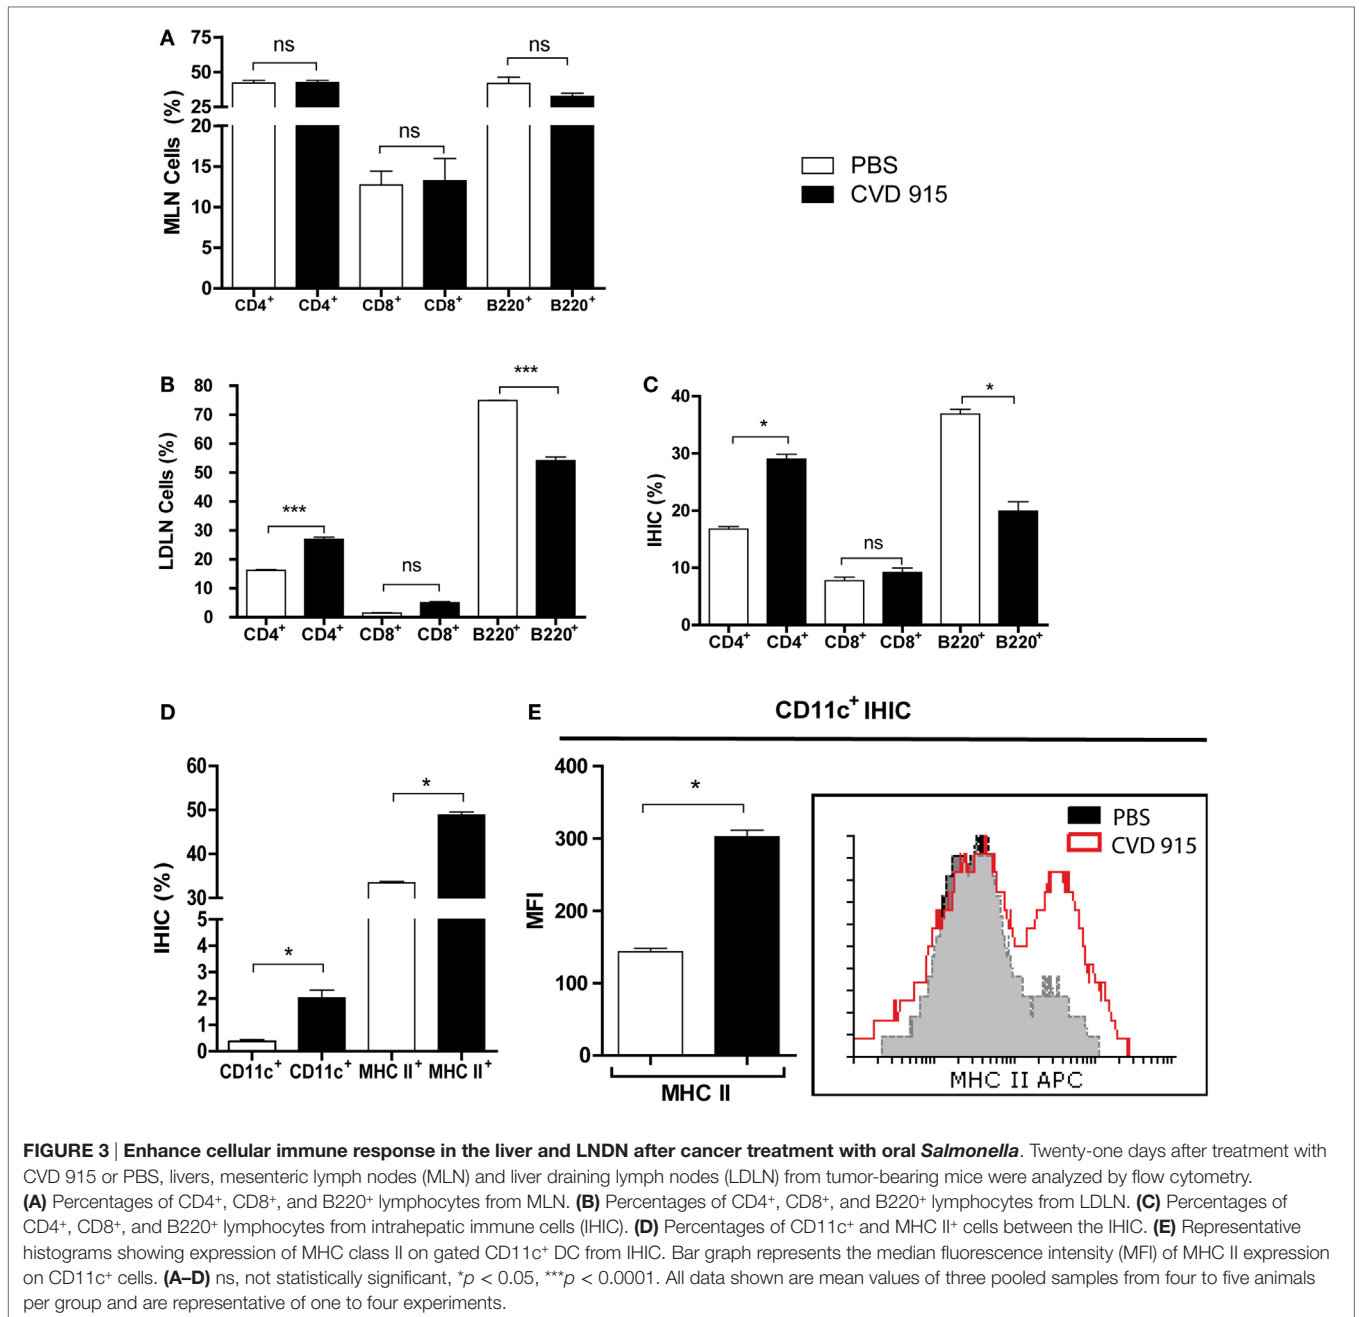 A
75
50
25
20
15
10
5
0
MLN Cells (%)
ns
ns
ns
CD4⁺ CD4⁺ CD8⁺ CD8⁺ B220⁺ B220⁺
PBS
CVD 915
B
80
70
60
50
40
30
20
10
0
LDLN Cells (%)
***
ns
***
CD4⁺ CD4⁺ CD8⁺ CD8⁺ B220⁺ B220⁺
C
40
30
20
10
0
IHIC (%)
*
ns
*
CD4⁺ CD4⁺ CD8⁺ CD8⁺ B220⁺ B220⁺
D
60
50
40
30
5
4
3
2
1
0
IHIC (%)
*
*
CD11c⁺ CD11c⁺ MHC II⁺ MHC II⁺
E
CD11c⁺ IHIC
400
300
200
100
0
MFI
*
MHC II
PBS
CVD 915
MHC II APC
FIGURE 3 | Enhance cellular immune response in the liver and LNDN after cancer treatment with oral Salmonella. Twenty-one days after treatment with
CVD 915 or PBS, livers, mesenteric lymph nodes (MLN) and liver draining lymph nodes (LDLN) from tumor-bearing mice were analyzed by flow cytometry.
(A) Percentages of CD4⁺, CD8⁺, and B220⁺ lymphocytes from MLN. (B) Percentages of CD4⁺, CD8⁺, and B220⁺ lymphocytes from LDLN. (C) Percentages of
CD4⁺, CD8⁺, and B220⁺ lymphocytes from intrahepatic immune cells (IHIC). (D) Percentages of CD11c⁺ and MHC II⁺ cells between the IHIC. (E) Representative
histograms showing expression of MHC class II on gated CD11c⁺ DC from IHIC. Bar graph represents the median fluorescence intensity (MFI) of MHC II expression
on CD11c⁺ cells. (A–D) ns, not statistically significant, *p < 0.05, ***p < 0.0001. All data shown are mean values of three pooled samples from four to five animals
per group and are representative of one to four experiments.